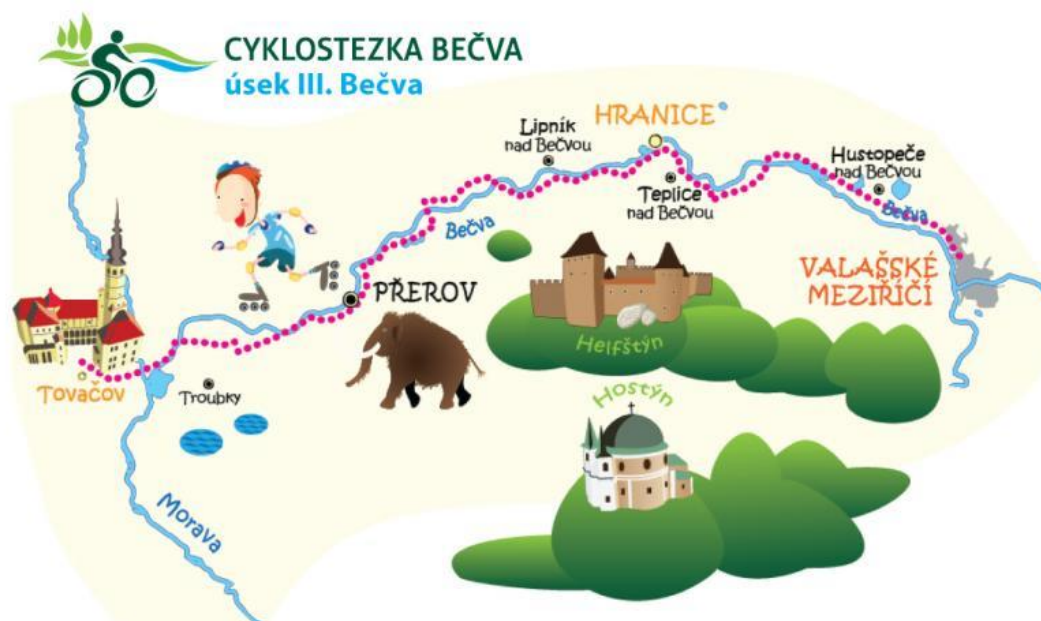 CYKLOSTEZKA BEČVA
úsek III. Bečva
HRANICE
Lipník
nad Bečvou
Hustopeče
nad Bečvou
Teplice
nad Bečvou
Bečva
Bečva
VALAŠSKÉ
MEZIŘÍČÍ
PŘEROV
Helfštýn
Tovačov
Troubky
Hostýn
Morava